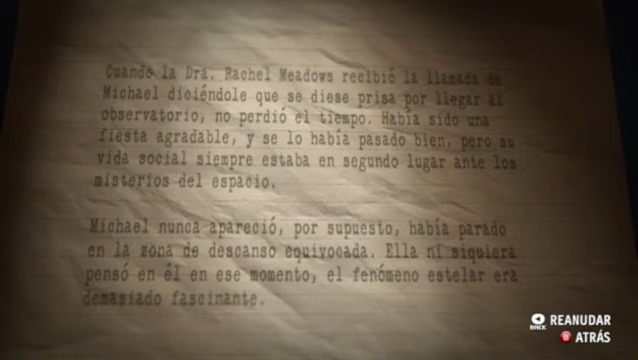 Cuando la Dra. Rachel Meadows recibió la llamada de
Michael diciéndole que se diese prisa por llegar al
observatorio, no perdió el tiempo. Había sido una
fiesta agradable, y se lo había pasado bien, pero su
vida social siempre estaba en segundo lugar ante los
misterios del espacio.
Michael nunca apareció, por supuesto, había parado
en la zona de descanso equivocada. Ella ni siquiera
pensó en él en ese momento, el fenómeno estelar era
demasiado fascinante.
BACK REANUDAR
B ATRÁS